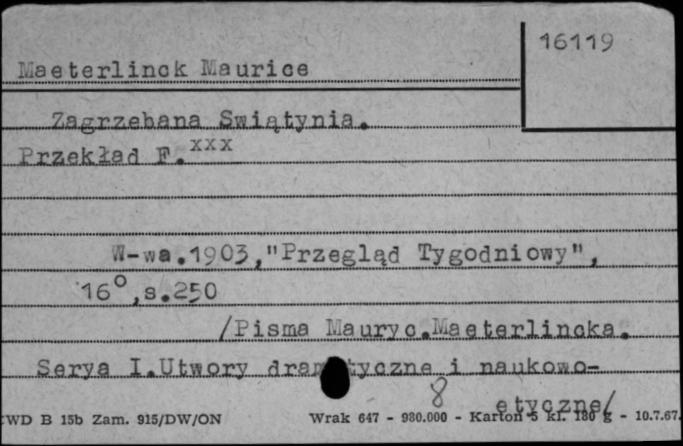 16119
Maeterlinck Maurice
Zagrzebana Swiątynia.
Przekład F.xxx
W-wa.1903,"Przegląd Tygodniowy",
16°,s.250
/Pisma Mauryc.Maeterlincka.
Serya I.Utwory dramatyczne i naukowo-
8 etyczne/
WD B 15b Zam. 915/DW/ON Wrak 647 - 980.000 - Karton 5 kl. 180 g - 10.7.67.